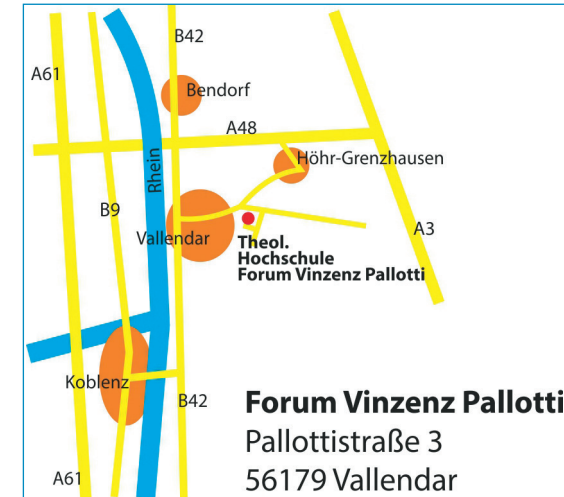 B42
A61
Bendorf
A48
Rhein
Höhr-Grenzhausen
B9
A3
Vallendar
Theol.
Hochschule
Forum Vinzenz Pallotti
Koblenz
B42
A61
Forum Vinzenz Pallotti
Pallottistraße 3
56179 Vallendar